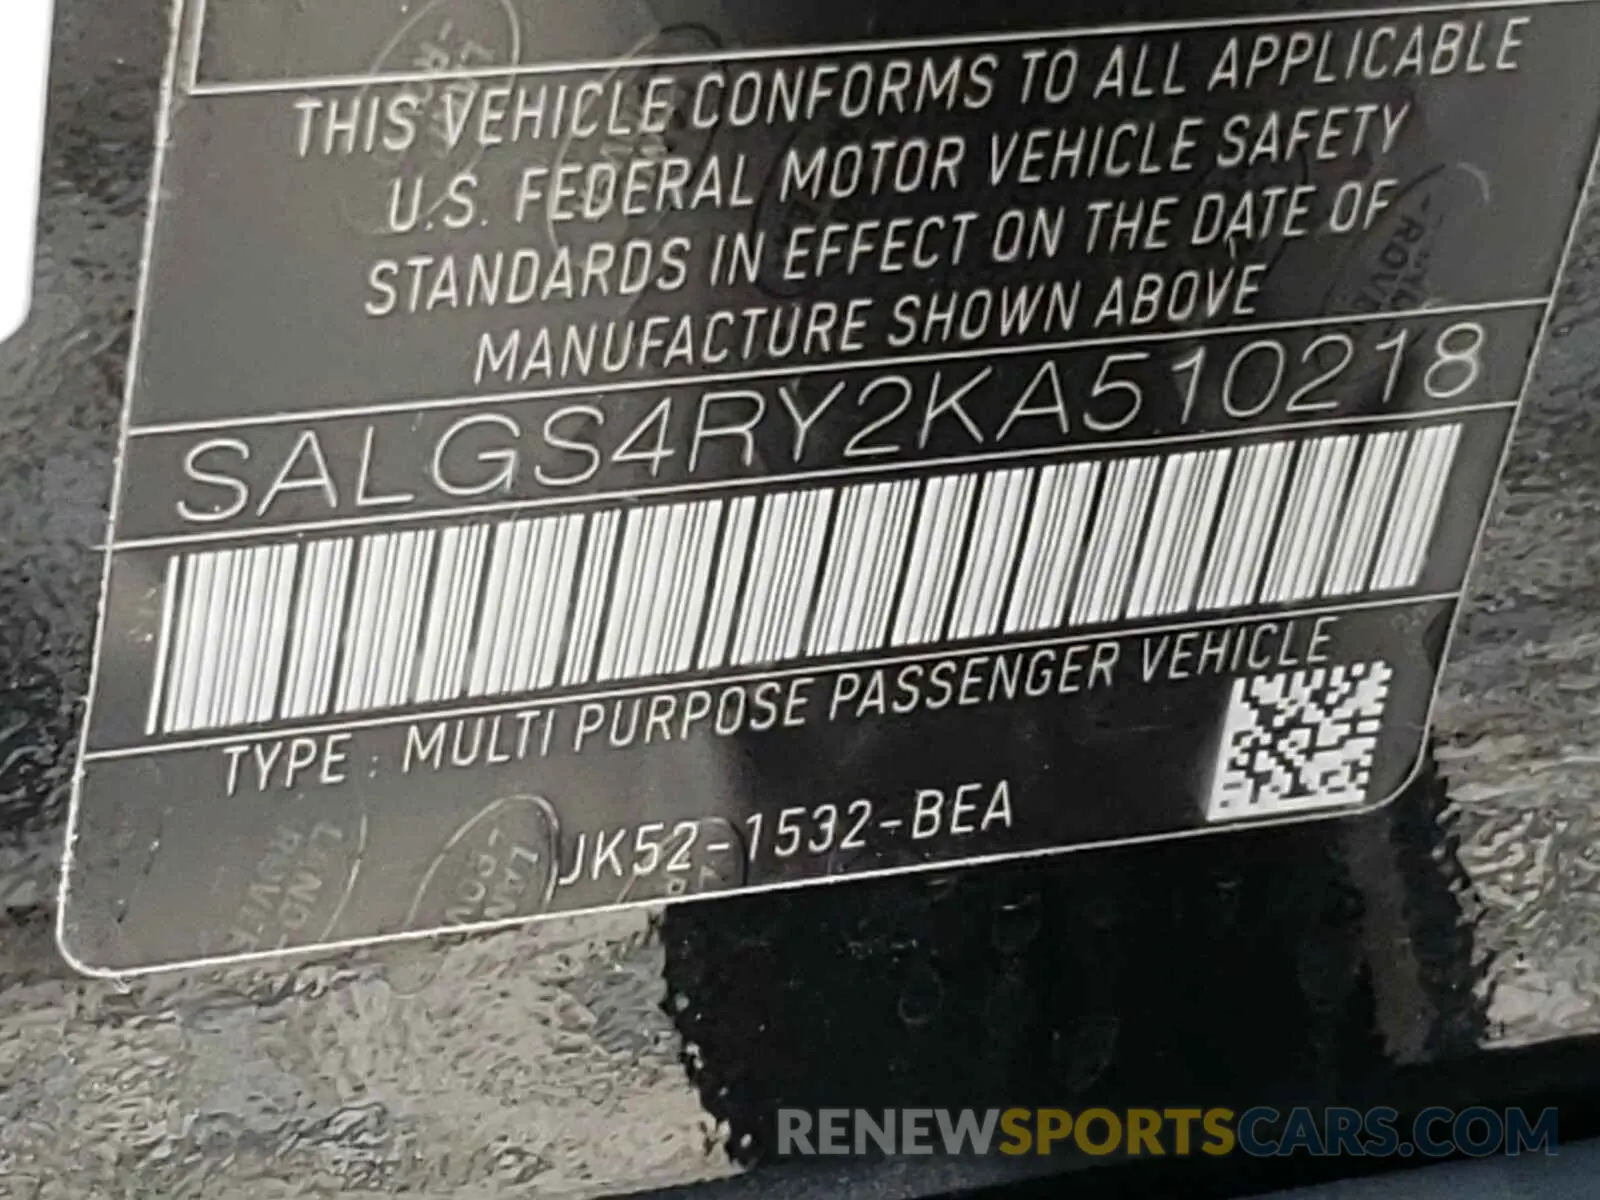 THIS VEHICLE CONFORMS TO ALL APPLICABLE
U.S. FEDERAL MOTOR VEHICLE SAFETY
STANDARDS IN EFFECT ON THE DATE OF
MANUFACTURE SHOWN ABOVE
SALGS4RY2KA510218
TYPE : MULTI PURPOSE PASSENGER VEHICLE
JK52-1532-BEA
RENEWSPORTSCARS.COM